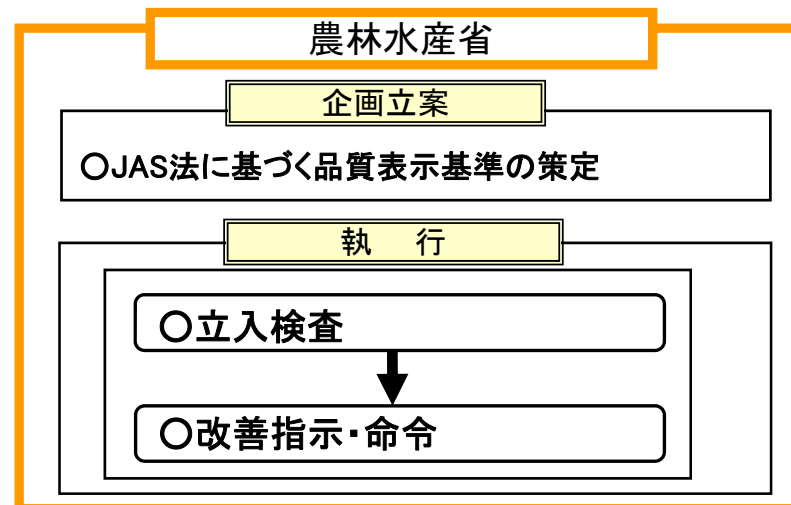 農林水産省
企画立案
○JAS法に基づく品質表示基準の策定
執　行
○立入検査
○改善指示・命令